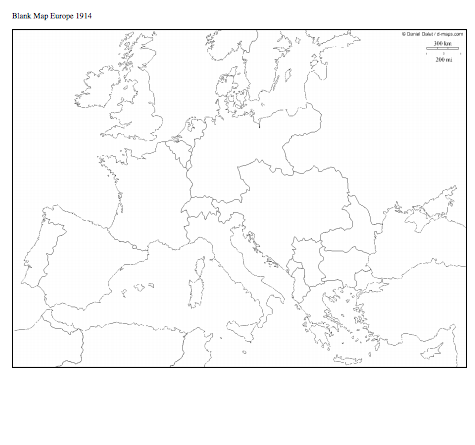 Blank Map Europe 1914
© Daniel Dalet / d-maps.com
300 km
200 mi